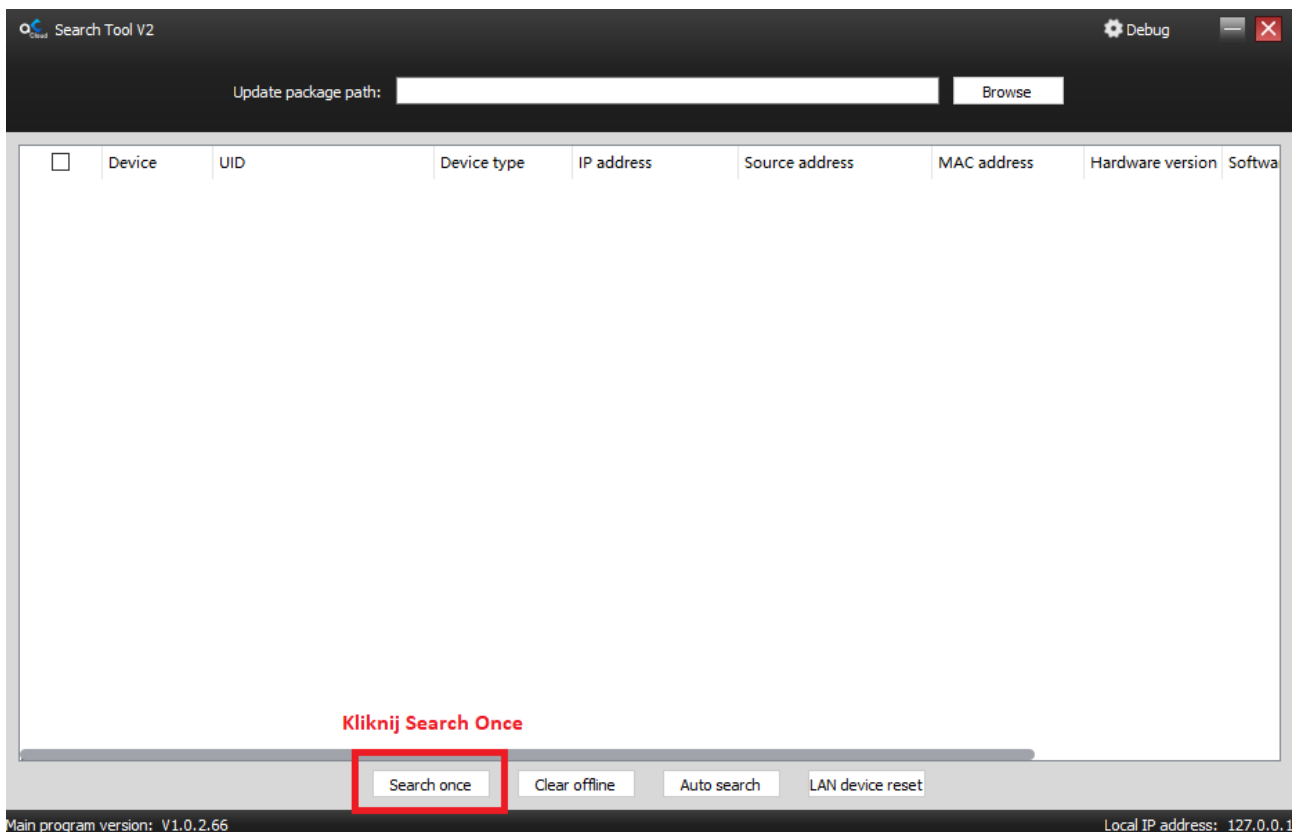 Cloud Search Tool V2 Debug
Update package path: Browse
Device UID Device type IP address Source address MAC address Hardware version Softwa
Kliknij Search Once
Search once Clear offline Auto search LAN device reset
Main program version: V1.0.2.66 Local IP address: 127.0.0.1